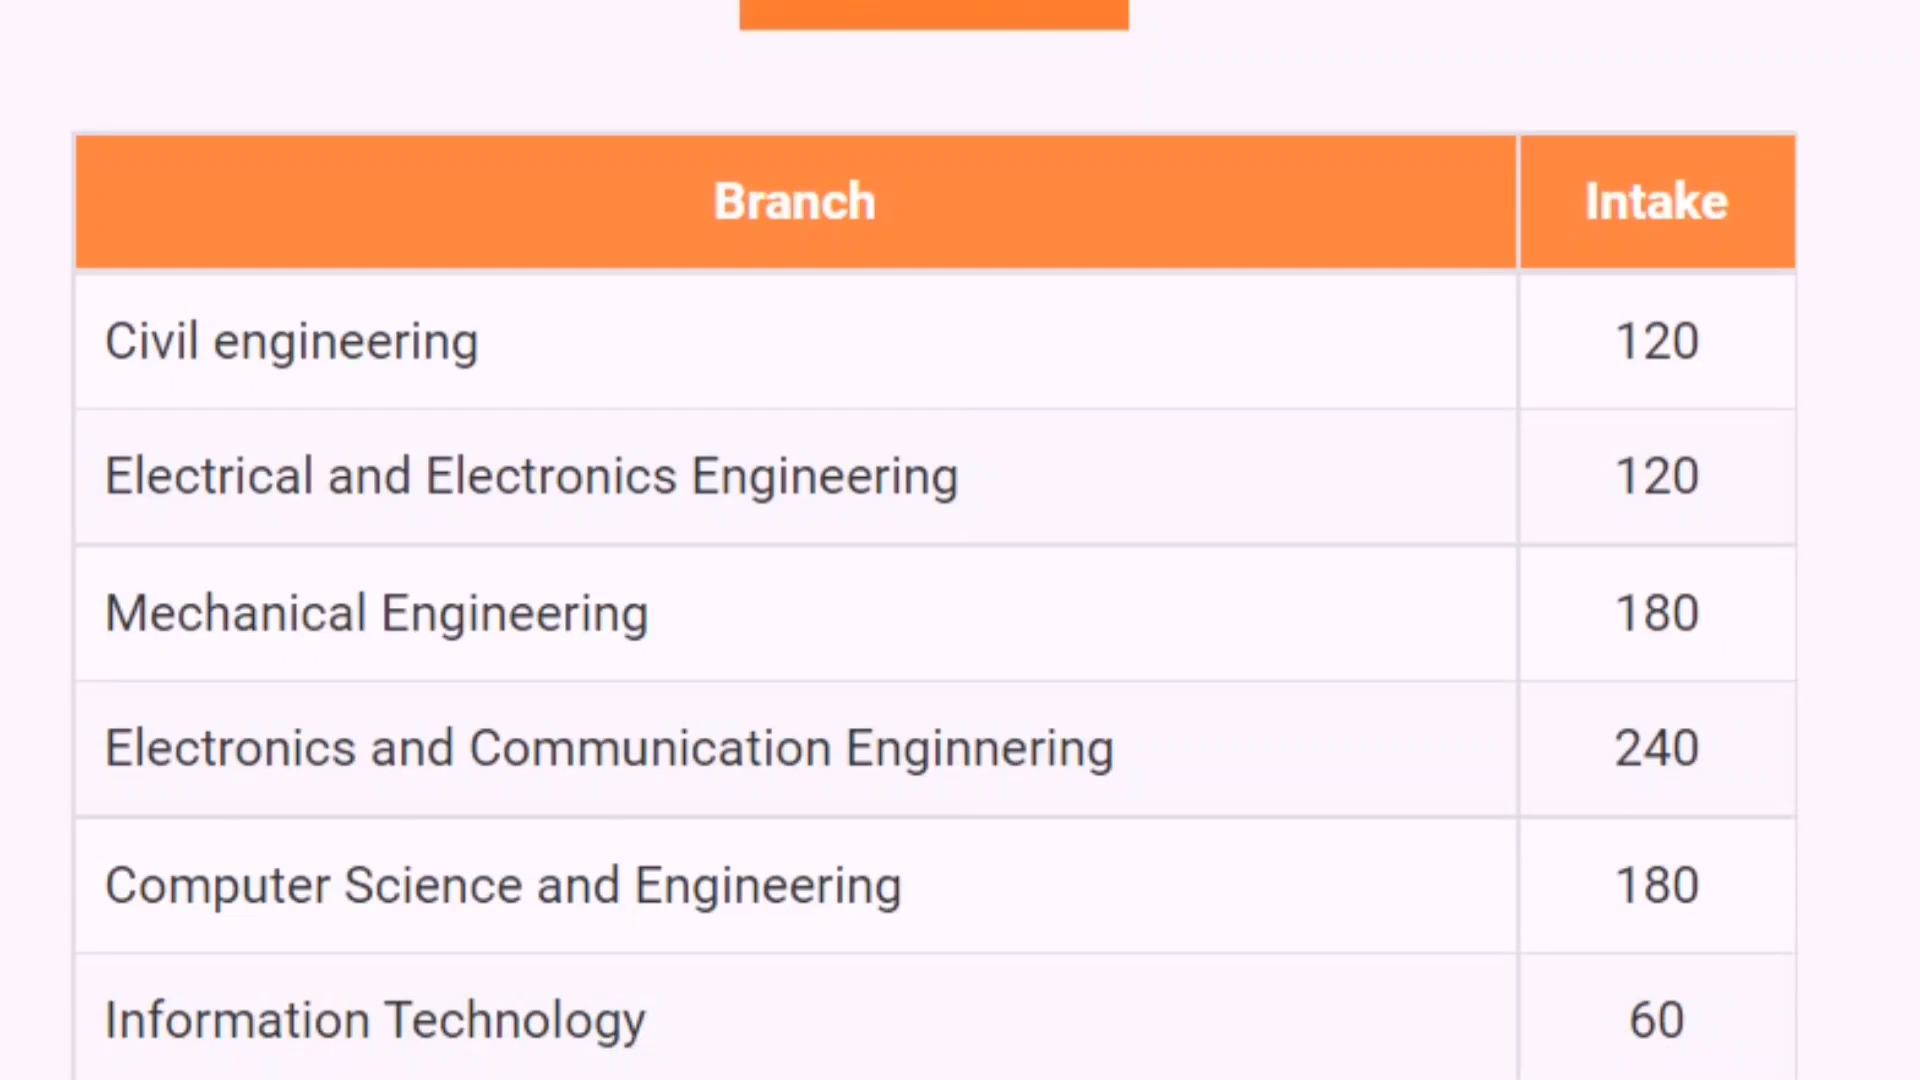 Branch Intake
Civil engineering 120
Electrical and Electronics Engineering 120
Mechanical Engineering 180
Electronics and Communication Enginnering 240
Computer Science and Engineering 180
Information Technology 60